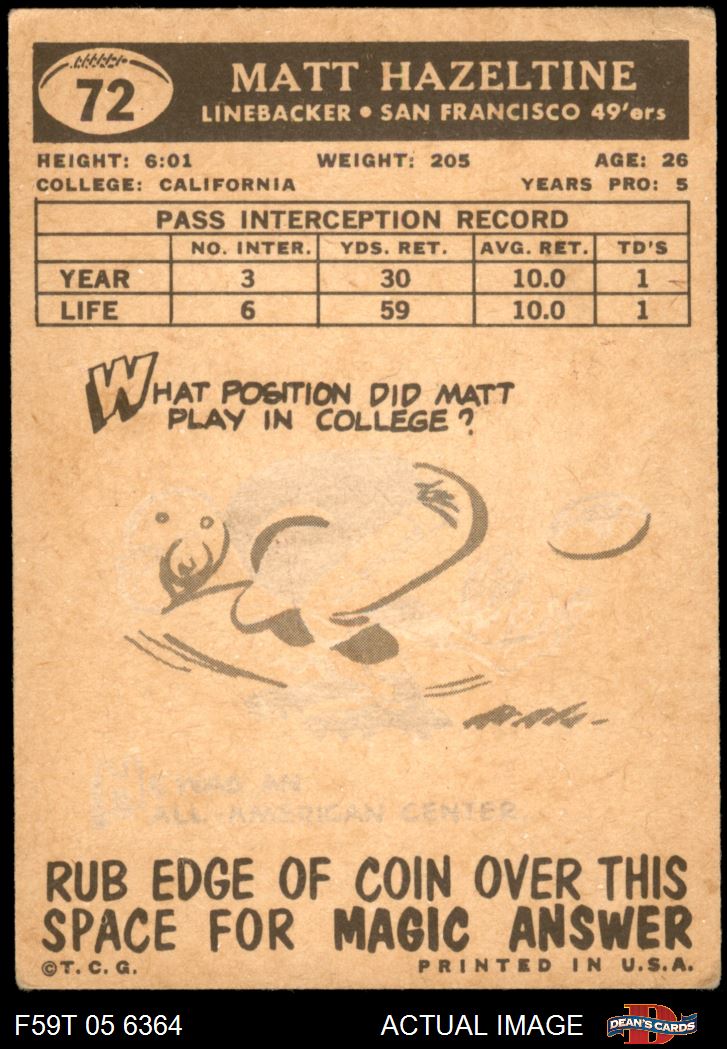 72
MATT HAZELTINE
LINEBACKER • SAN FRANCISCO 49'ers
HEIGHT: 6:01 WEIGHT: 205 AGE: 26
COLLEGE: CALIFORNIA YEARS PRO: 5
PASS INTERCEPTION RECORD
NO. INTER. YDS. RET. AVG. RET. TD'S
YEAR 3 30 10.0 1
LIFE 6 59 10.0 1
WHAT POSITION DID MATT
PLAY IN COLLEGE?
WAS AN
ALL-AMERICAN CENTER.
RUB EDGE OF COIN OVER THIS
SPACE FOR MAGIC ANSWER
©T.C.G. PRINTED IN U.S.A.
F59T 05 6364 ACTUAL IMAGE DEAN'S CARDS